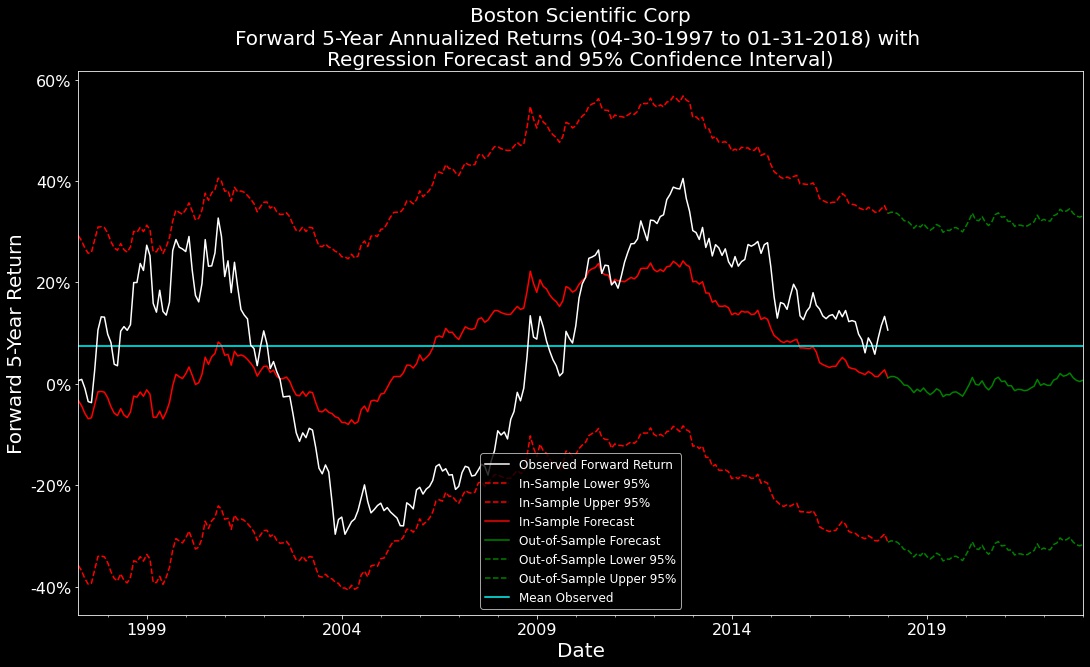 Boston Scientific Corp
Forward 5-Year Annualized Returns (04-30-1997 to 01-31-2018) with
Regression Forecast and 95% Confidence Interval)
60%
40%
20%
0%
-20%
-40%
Forward 5-Year Return
Observed Forward Return
In-Sample Lower 95%
In-Sample Upper 95%
In-Sample Forecast
Out-of-Sample Forecast
Out-of-Sample Lower 95%
Out-of-Sample Upper 95%
Mean Observed
1999
2004
2009
2014
2019
Date